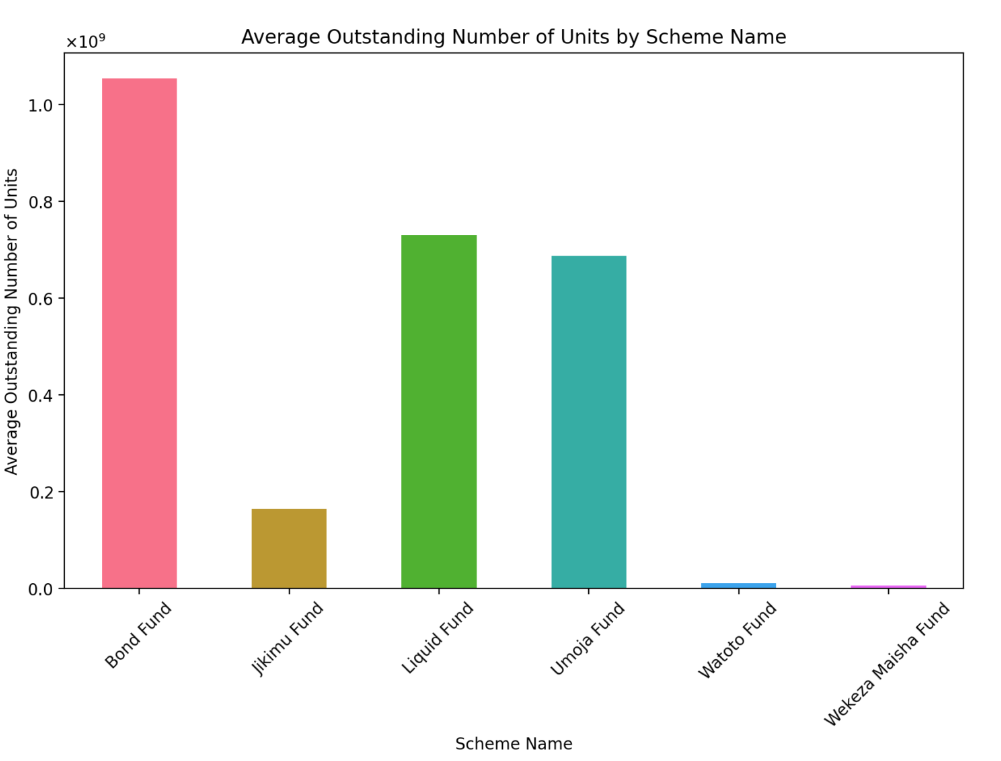 Average Outstanding Number of Units by Scheme Name
×10⁹
Average Outstanding Number of Units
1.0
0.8
0.6
0.4
0.2
0.0
Bond Fund
Jikimu Fund
Liquid Fund
Umoja Fund
Watoto Fund
Wekeza Maisha Fund
Scheme Name